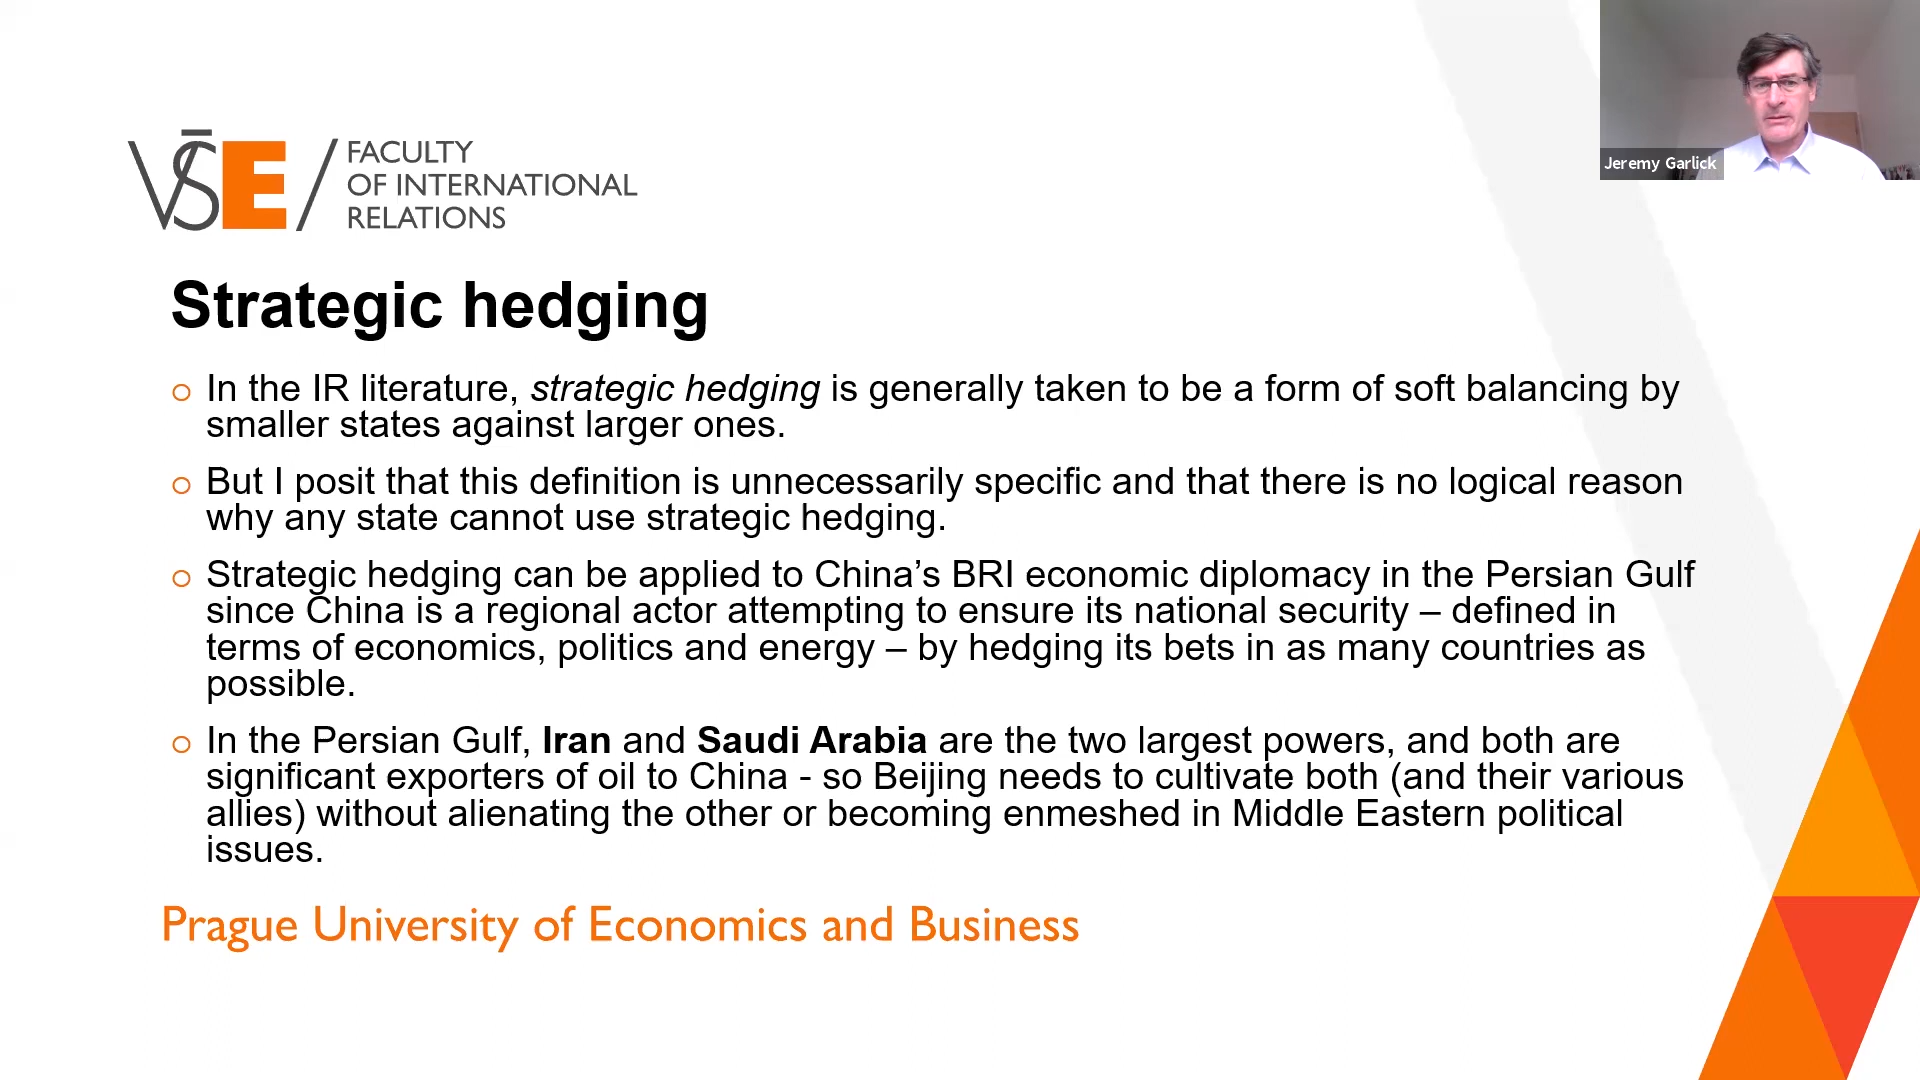 VŠE / FACULTY
OF INTERNATIONAL
RELATIONS
Jeremy Garlick
Strategic hedging
o In the IR literature, strategic hedging is generally taken to be a form of soft balancing by
smaller states against larger ones.
o But I posit that this definition is unnecessarily specific and that there is no logical reason
why any state cannot use strategic hedging.
o Strategic hedging can be applied to China’s BRI economic diplomacy in the Persian Gulf
since China is a regional actor attempting to ensure its national security – defined in
terms of economics, politics and energy – by hedging its bets in as many countries as
possible.
o In the Persian Gulf, Iran and Saudi Arabia are the two largest powers, and both are
significant exporters of oil to China - so Beijing needs to cultivate both (and their various
allies) without alienating the other or becoming enmeshed in Middle Eastern political
issues.
Prague University of Economics and Business